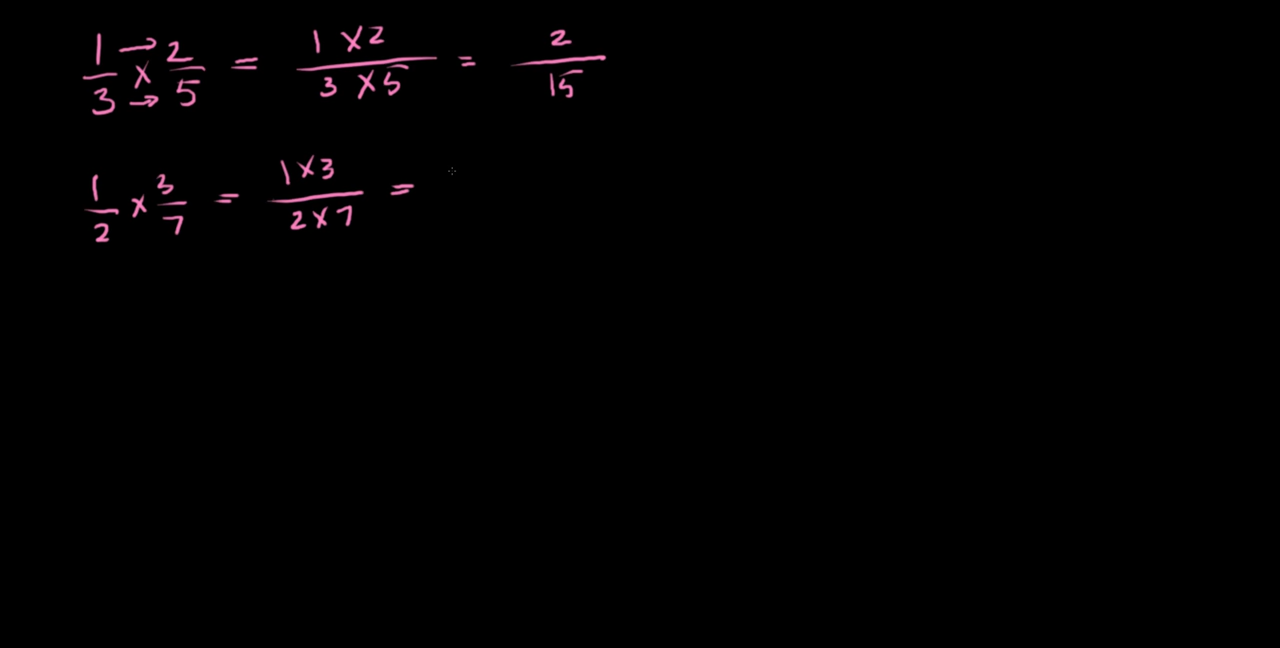 1/3 → × → 2/5 = 1 × 2 / 3 × 5 = 2/15
1/2 × 3/7 = 1 × 3 / 2 × 7 =